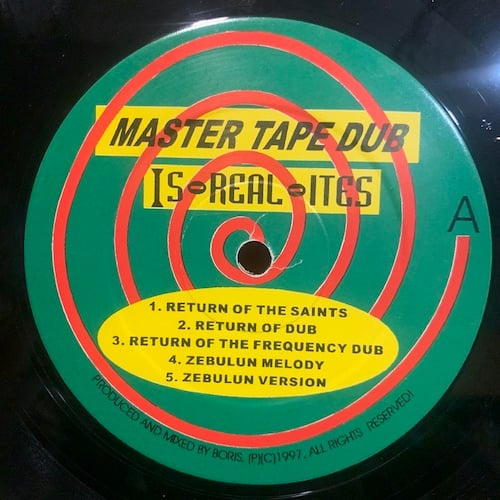 MASTER TAPE DUB
IS-REAL-ITES
A
1. RETURN OF THE SAINTS
2. RETURN OF DUB
3. RETURN OF THE FREQUENCY DUB
4. ZEBULUN MELODY
5. ZEBULUN VERSION
PRODUCED AND MIXED BY BORIS. (P)(C)1997. ALL RIGHTS RESERVED!